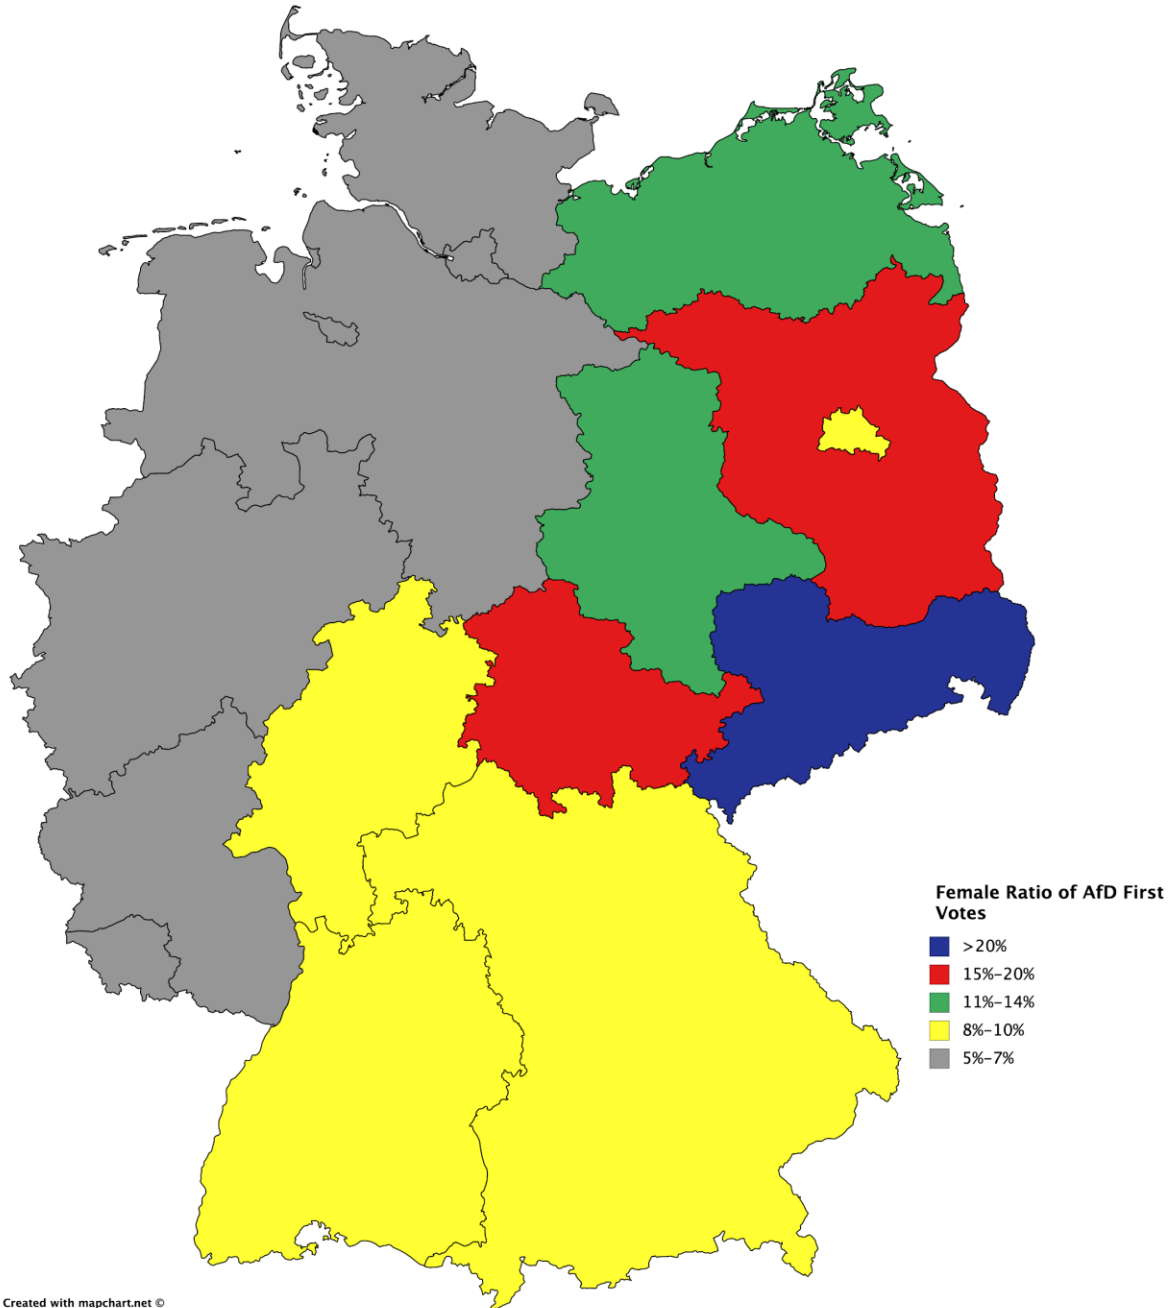 Female Ratio of AfD First
Votes
>20%
15%-20%
11%-14%
8%-10%
5%-7%
Created with mapchart.net ©